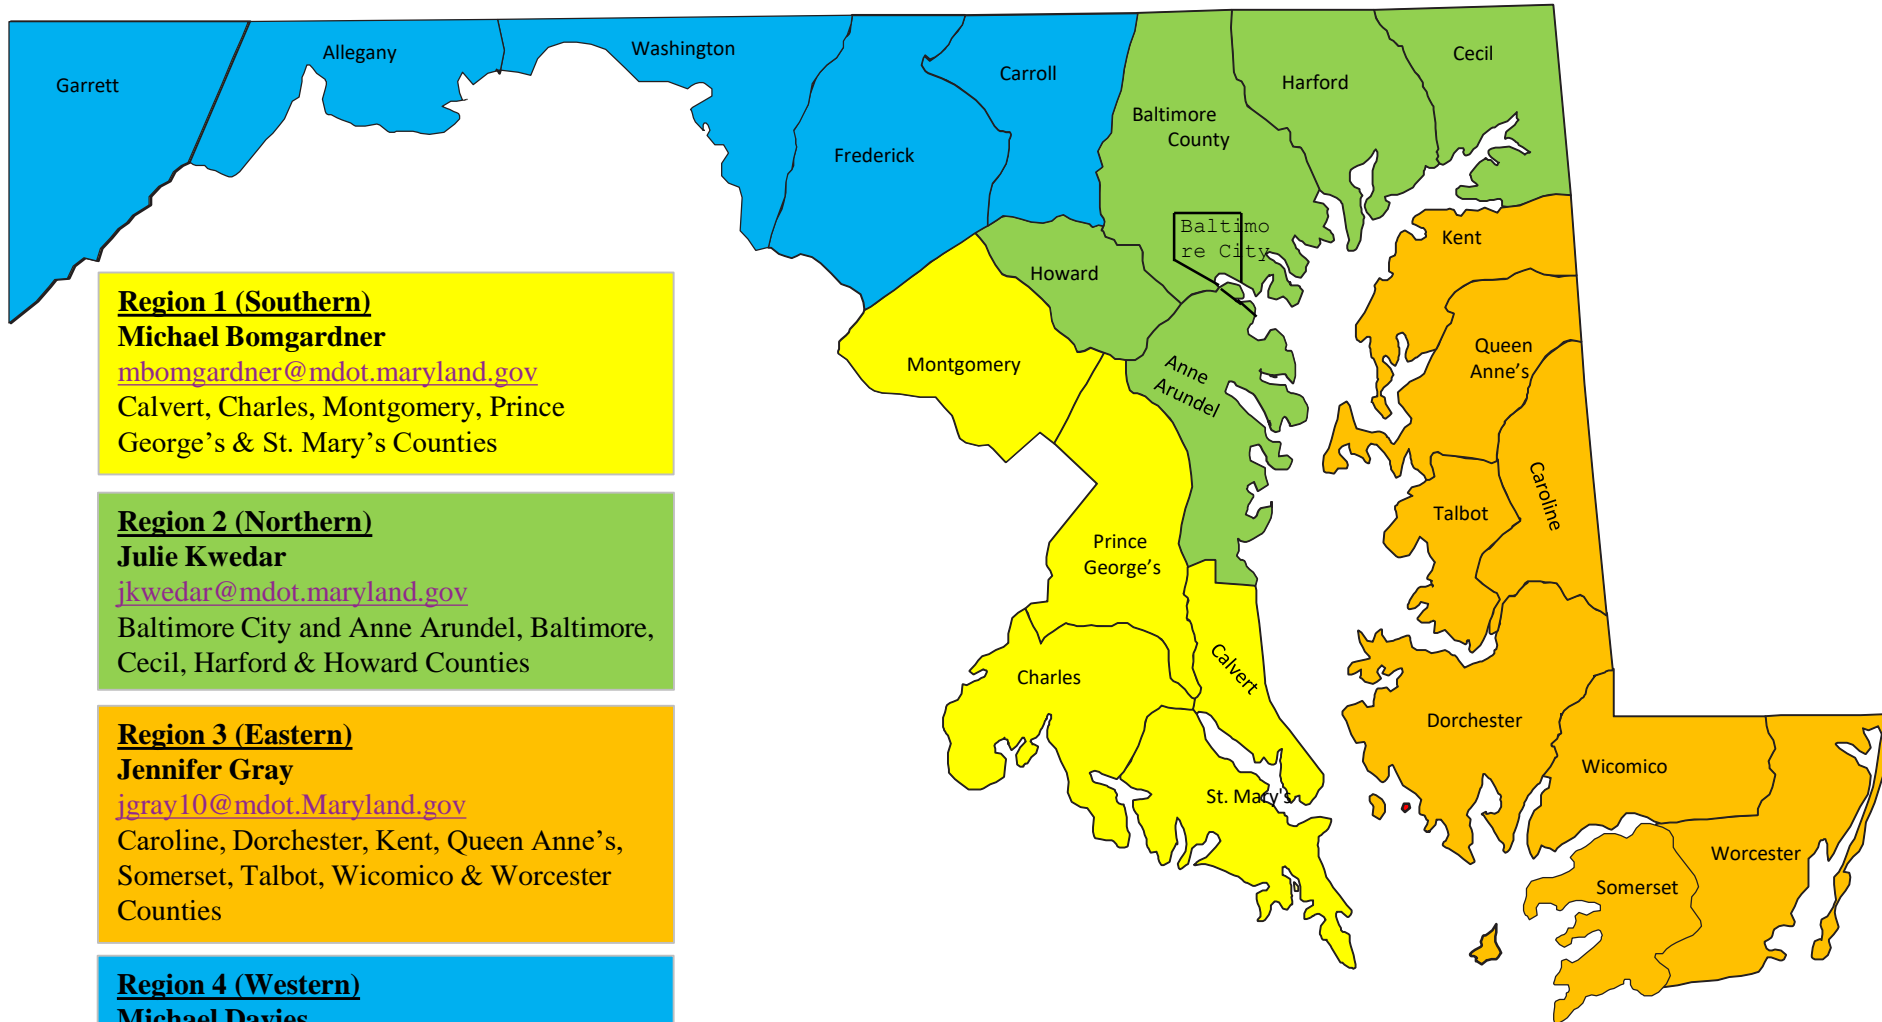 Garrett
Allegany
Washington
Frederick
Carroll
Baltimore
County
Harford
Cecil
Baltimo
re City
Howard
Montgomery
Anne
Arundel
Prince
George’s
Charles
Calvert
St. Mary's
Kent
Queen
Anne’s
Caroline
Talbot
Dorchester
Wicomico
Worcester
Somerset
Region 1 (Southern)
Michael Bomgardner
mbomgardner@mdot.maryland.gov
Calvert, Charles, Montgomery, Prince
George’s & St. Mary’s Counties
Region 2 (Northern)
Julie Kwedar
jkwedar@mdot.maryland.gov
Baltimore City and Anne Arundel, Baltimore,
Cecil, Harford & Howard Counties
Region 3 (Eastern)
Jennifer Gray
jgray10@mdot.Maryland.gov
Caroline, Dorchester, Kent, Queen Anne’s,
Somerset, Talbot, Wicomico & Worcester
Counties
Region 4 (Western)
Michael Davies